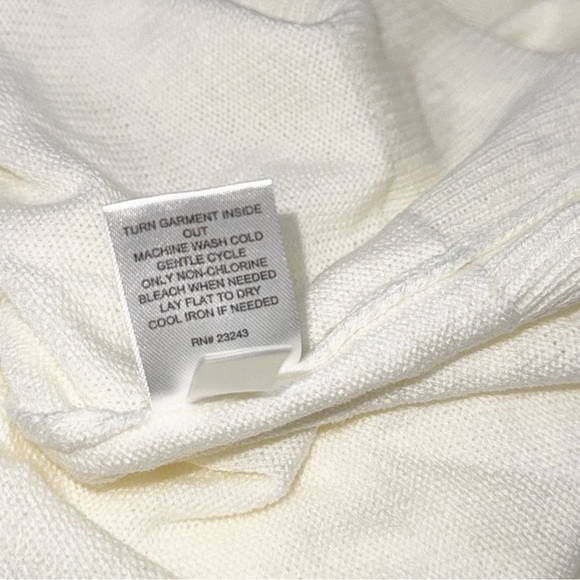 TURN GARMENT INSIDE
OUT
MACHINE WASH COLD
GENTLE CYCLE
ONLY NON-CHLORINE
BLEACH WHEN NEEDED
LAY FLAT TO DRY
COOL IRON IF NEEDED
RN# 23243